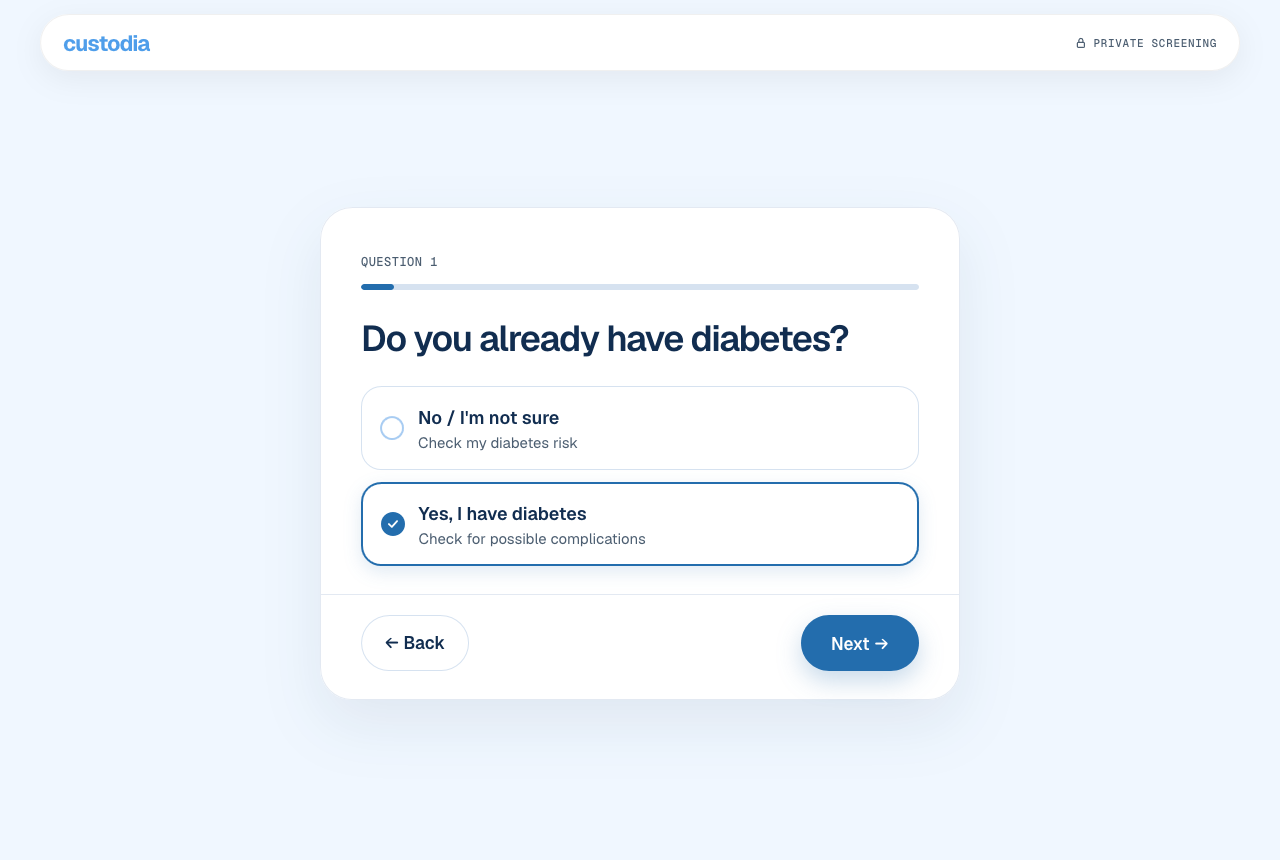 custodia
PRIVATE SCREENING
QUESTION 1
Do you already have diabetes?
No / I'm not sure
Check my diabetes risk
Yes, I have diabetes
Check for possible complications
← Back
Next →